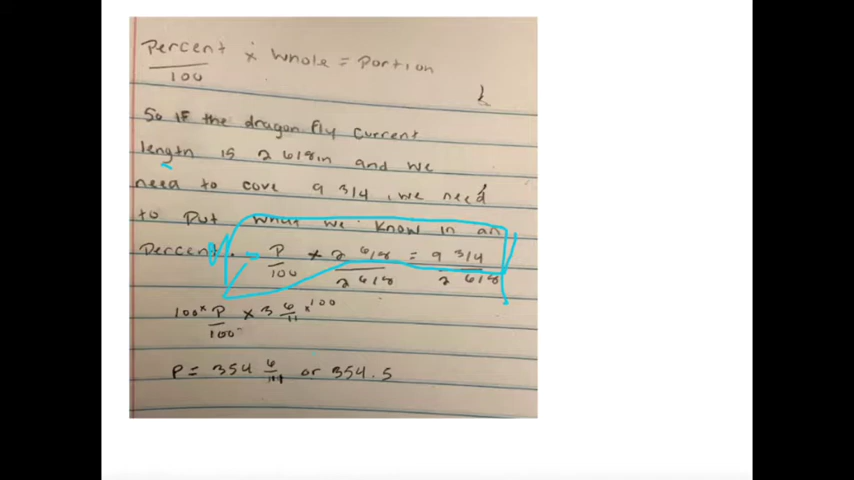 Percent × Whole = Portion
100
So IF the dragon fly current
length is 2 6/8in and we
need to cove 9 3/4, we need
to put what we know in an
Percent. = P/100 × 2 6/8 = 9 3/4
2 6/8 2 6/8
100 × P/100 × 3 6/11 × 100
P = 354 6/11 or 354.5